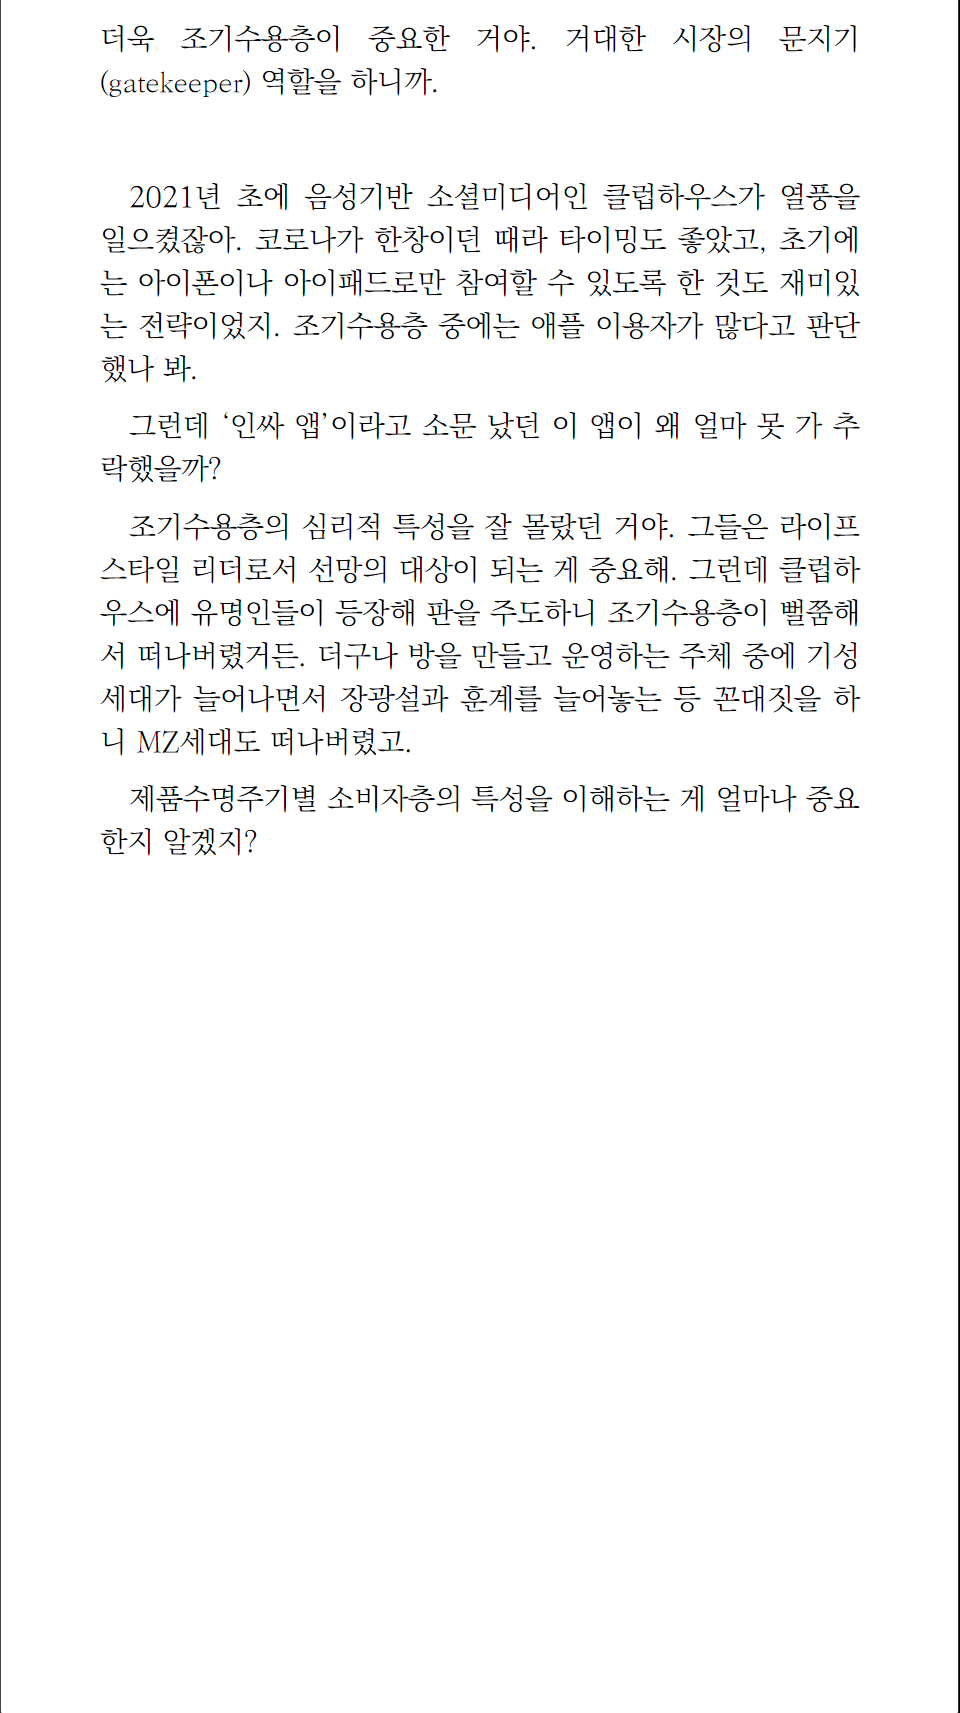 더욱 조기수용층이 중요한 거야. 거대한 시장의 문지기
(gatekeeper) 역할을 하니까.
2021년 초에 음성기반 소셜미디어인 클럽하우스가 열풍을
일으켰잖아. 코로나가 한창이던 때라 타이밍도 좋았고, 초기에
는 아이폰이나 아이패드로만 참여할 수 있도록 한 것도 재미있
는 전략이었지. 조기수용층 중에는 애플 이용자가 많다고 판단
했나 봐.
그런데 ‘인싸 앱’이라고 소문 났던 이 앱이 왜 얼마 못 가 추
락했을까?
조기수용층의 심리적 특성을 잘 몰랐던 거야. 그들은 라이프
스타일 리더로서 선망의 대상이 되는 게 중요해. 그런데 클럽하
우스에 유명인들이 등장해 판을 주도하니 조기수용층이 뻘쭘해
서 떠나버렸거든. 더구나 방을 만들고 운영하는 주체 중에 기성
세대가 늘어나면서 장광설과 훈계를 늘어놓는 등 꼰대짓을 하
니 MZ세대도 떠나버렸고.
제품수명주기별 소비자층의 특성을 이해하는 게 얼마나 중요
한지 알겠지?